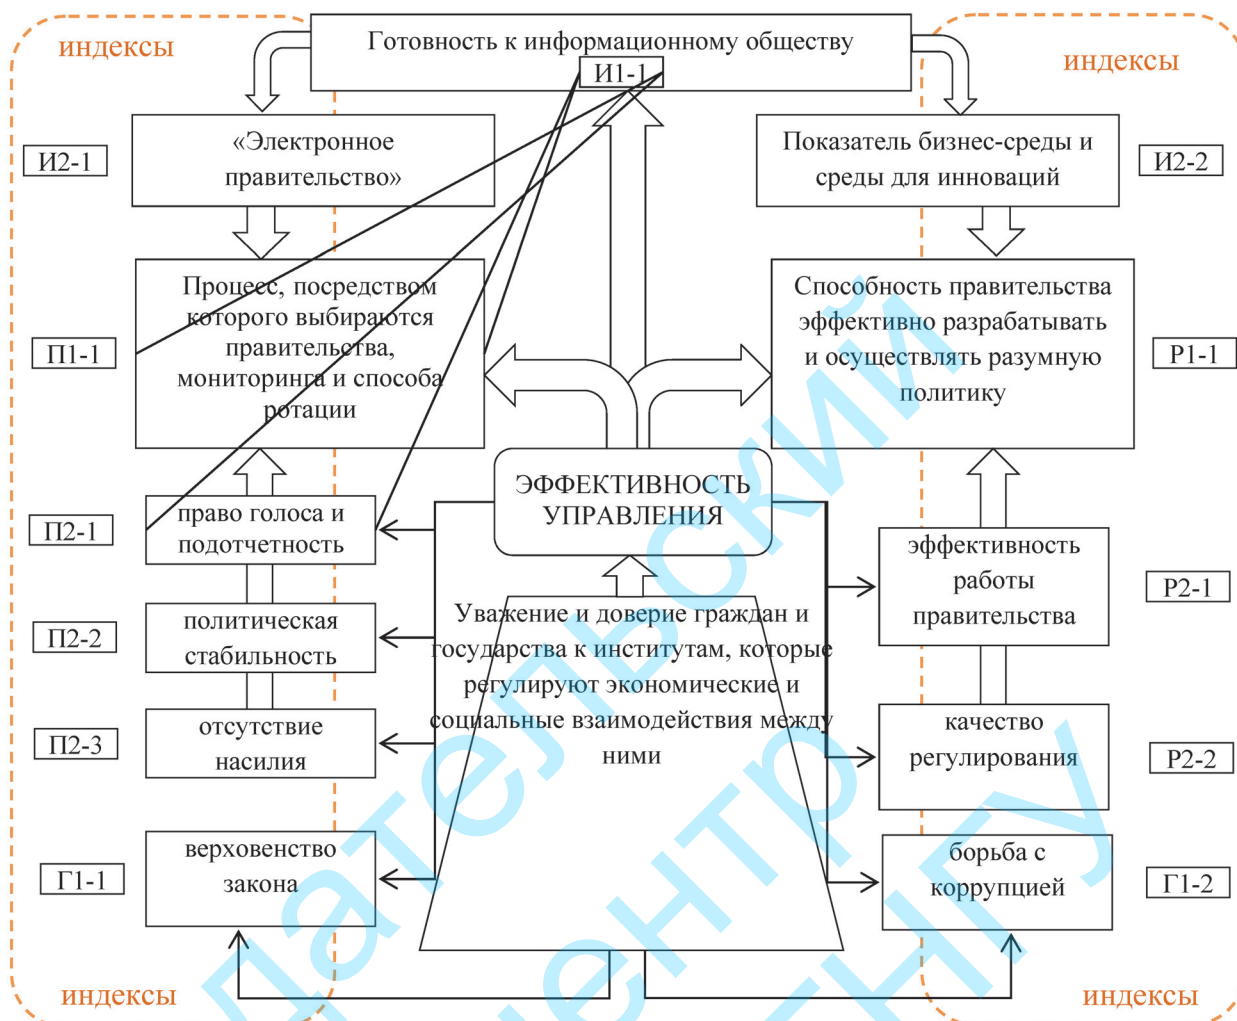 индексы
Готовность к информационному обществу
И1-1
индексы
И2-1
«Электронное
правительство»
Показатель бизнес-среды и
среды для инноваций
И2-2
П1-1
Процесс, посредством
которого выбираются
правительства,
мониторинга и способа
ротации
Способность правительства
эффективно разрабатывать
и осуществлять разумную
политику
Р1-1
ЭФФЕКТИВНОСТЬ
УПРАВЛЕНИЯ
П2-1
право голоса и
подотчетность
эффективность
работы
правительства
Р2-1
П2-2
политическая
стабильность
Уважение и доверие граждан и
государства к институтам, которые
регулируют экономические и
социальные взаимодействия между
ними
П2-3
отсутствие
насилия
качество
регулирования
Р2-2
Г1-1
верховенство
закона
борьба с
коррупцией
Г1-2
индексы
индексы
дательский
центр
ТНГУ